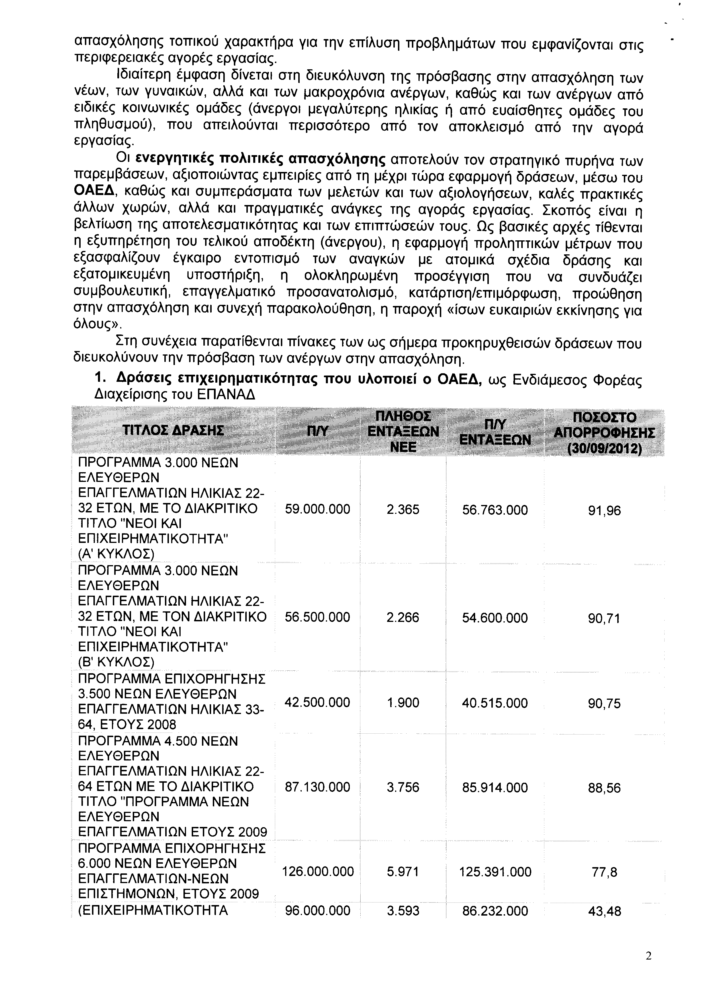 απασχόλησης τοπικού χαρακτήρα για την επίλυση προβλημάτων που εμφανίζονται στις
περιφερειακές αγορές εργασίας.
Ιδιαίτερη έμφαση δίνεται στη διευκόλυνση της πρόσβασης στην απασχόληση των
νέων, των γυναικών, αλλά και των μακροχρόνια ανέργων, καθώς και των ανέργων από
ειδικές κοινωνικές ομάδες (άνεργοι μεγαλύτερης ηλικίας ή από ευαίσθητες ομάδες του
πληθυσμού), που απειλούνται περισσότερο από τον αποκλεισμό από την αγορά
εργασίας.
Οι ενεργητικές πολιτικές απασχόλησης αποτελούν τον στρατηγικό πυρήνα των
παρεμβάσεων, αξιοποιώντας εμπειρίες από τη μέχρι τώρα εφαρμογή δράσεων, μέσω του
ΟΑΕΔ, καθώς και συμπεράσματα των μελετών και των αξιολογήσεων, καλές πρακτικές
άλλων χωρών, αλλά και πραγματικές ανάγκες της αγοράς εργασίας. Σκοπός είναι η
βελτίωση της αποτελεσματικότητας και των επιπτώσεών τους. Ως βασικές αρχές τίθενται
η εξυπηρέτηση του τελικού αποδέκτη (άνεργου), η εφαρμογή προληπτικών μέτρων που
εξασφαλίζουν έγκαιρο εντοπισμό των αναγκών με ατομικά σχέδια δράσης και
εξατομικευμένη υποστήριξη, η ολοκληρωμένη προσέγγιση που να συνδυάζει
συμβουλευτική, επαγγελματικό προσανατολισμό, κατάρτιση/επιμόρφωση, προώθηση
στην απασχόληση και συνεχή παρακολούθηση, η παροχή «ίσων ευκαιριών εκκίνησης για
όλους».
Στη συνέχεια παρατίθενται πίνακες των ως σήμερα προκηρυχθεισών δράσεων που
διευκολύνουν την πρόσβαση των ανέργων στην απασχόληση.
1. Δράσεις επιχειρηματικότητας που υλοποιεί ο ΟΑΕΔ, ως Ενδιάμεσος Φορέας
Διαχείρισης του ΕΠΑΝΑΔ
ΤΙΤΛΟΣ ΔΡΑΣΗΣ Π/Υ ΠΛΗΘΟΣ ΕΝΤΑΞΕΩΝ ΝΕΕ Π/Υ ΕΝΤΑΞΕΩΝ ΠΟΣΟΣΤΟ ΑΠΟΡΡΟΦΗΣΗΣ (30/09/2012)
ΠΡΟΓΡΑΜΜΑ 3.000 ΝΕΩΝ
ΕΛΕΥΘΕΡΩΝ
ΕΠΑΓΓΕΛΜΑΤΙΩΝ ΗΛΙΚΙΑΣ 22-
32 ΕΤΩΝ, ΜΕ ΤΟ ΔΙΑΚΡΙΤΙΚΟ 59.000.000 2.365 56.763.000 91,96
ΤΙΤΛΟ "ΝΕΟΙ ΚΑΙ
ΕΠΙΧΕΙΡΗΜΑΤΙΚΟΤΗΤΑ"
(Α' ΚΥΚΛΟΣ)
ΠΡΟΓΡΑΜΜΑ 3.000 ΝΕΩΝ
ΕΛΕΥΘΕΡΩΝ
ΕΠΑΓΓΕΛΜΑΤΙΩΝ ΗΛΙΚΙΑΣ 22-
32 ΕΤΩΝ, ΜΕ ΤΟΝ ΔΙΑΚΡΙΤΙΚΟ 56.500.000 2.266 54.600.000 90,71
ΤΙΤΛΟ "ΝΕΟΙ ΚΑΙ
ΕΠΙΧΕΙΡΗΜΑΤΙΚΟΤΗΤΑ"
(Β' ΚΥΚΛΟΣ)
ΠΡΟΓΡΑΜΜΑ ΕΠΙΧΟΡΗΓΗΣΗΣ
3.500 ΝΕΩΝ ΕΛΕΥΘΕΡΩΝ 42.500.000 1.900 40.515.000 90,75
ΕΠΑΓΓΕΛΜΑΤΙΩΝ ΗΛΙΚΙΑΣ 33-
64, ΕΤΟΥΣ 2008
ΠΡΟΓΡΑΜΜΑ 4.500 ΝΕΩΝ
ΕΛΕΥΘΕΡΩΝ
ΕΠΑΓΓΕΛΜΑΤΙΩΝ ΗΛΙΚΙΑΣ 22-
64 ΕΤΩΝ ΜΕ ΤΟ ΔΙΑΚΡΙΤΙΚΟ 87.130.000 3.756 85.914.000 88,56
ΤΙΤΛΟ "ΠΡΟΓΡΑΜΜΑ ΝΕΩΝ
ΕΛΕΥΘΕΡΩΝ
ΕΠΑΓΓΕΛΜΑΤΙΩΝ ΕΤΟΥΣ 2009
ΠΡΟΓΡΑΜΜΑ ΕΠΙΧΟΡΗΓΗΣΗΣ
6.000 ΝΕΩΝ ΕΛΕΥΘΕΡΩΝ 126.000.000 5.971 125.391.000 77,8
ΕΠΑΓΓΕΛΜΑΤΙΩΝ-ΝΕΩΝ
ΕΠΙΣΤΗΜΟΝΩΝ, ΕΤΟΥΣ 2009
(ΕΠΙΧΕΙΡΗΜΑΤΙΚΟΤΗΤΑ 96.000.000 3.593 86.232.000 43,48
2